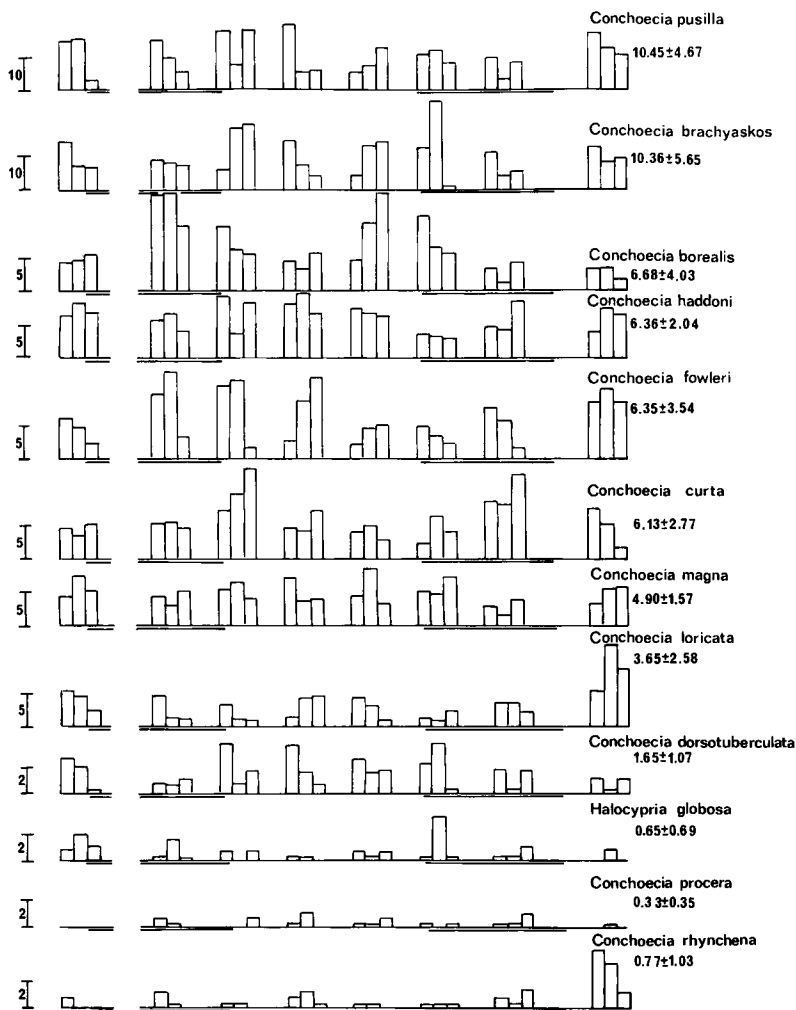 Conchoecia pusilla
10.45±4.67
10
Conchoecia brachyaskos
10.36±5.65
10
Conchoecia borealis
6.68±4.03
5
Conchoecia haddoni
6.36±2.04
5
Conchoecia fowleri
6.35±3.54
5
Conchoecia curta
6.13±2.77
5
Conchoecia magna
4.90±1.57
5
Conchoecia loricata
3.65±2.58
5
Conchoecia dorsotuberculata
1.65±1.07
2
Halocypria globosa
0.65±0.69
2
Conchoecia procera
0.33±0.35
2
Conchoecia rhynchena
0.77±1.03
2